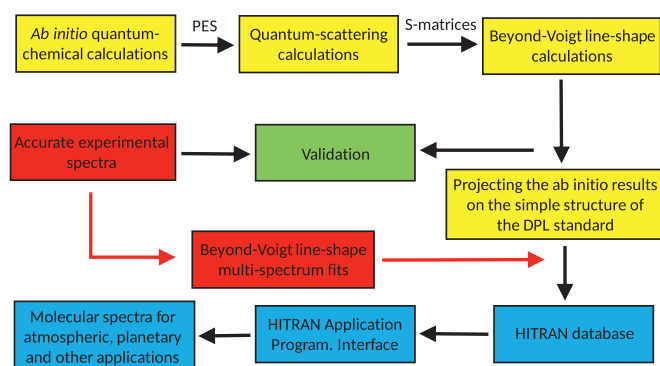 Ab initio quantum-
chemical calculations
PES
Quantum-scattering
calculations
S-matrices
Beyond-Voigt line-shape
calculations
Accurate experimental
spectra
Validation
Projecting the ab initio results
on the simple structure of
the DPL standard
Beyond-Voigt line-shape
multi-spectrum fits
Molecular spectra for
atmospheric, planetary
and other applications
HITRAN Application
Program. Interface
HITRAN database